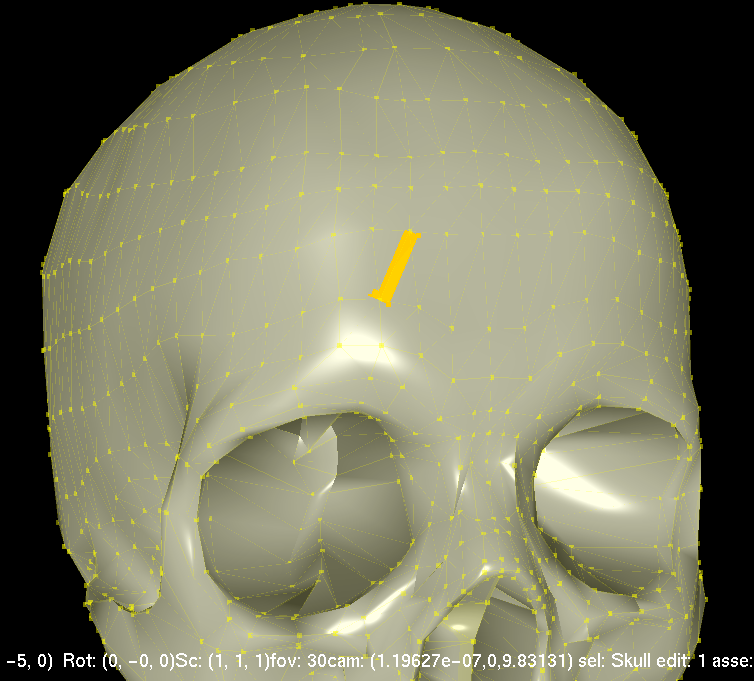 −5, 0) Rot: (0, −0, 0)Sc: (1, 1, 1)fov: 30cam: (1.19627e−07,0,9.83131) sel: Skull edit: 1 asse: